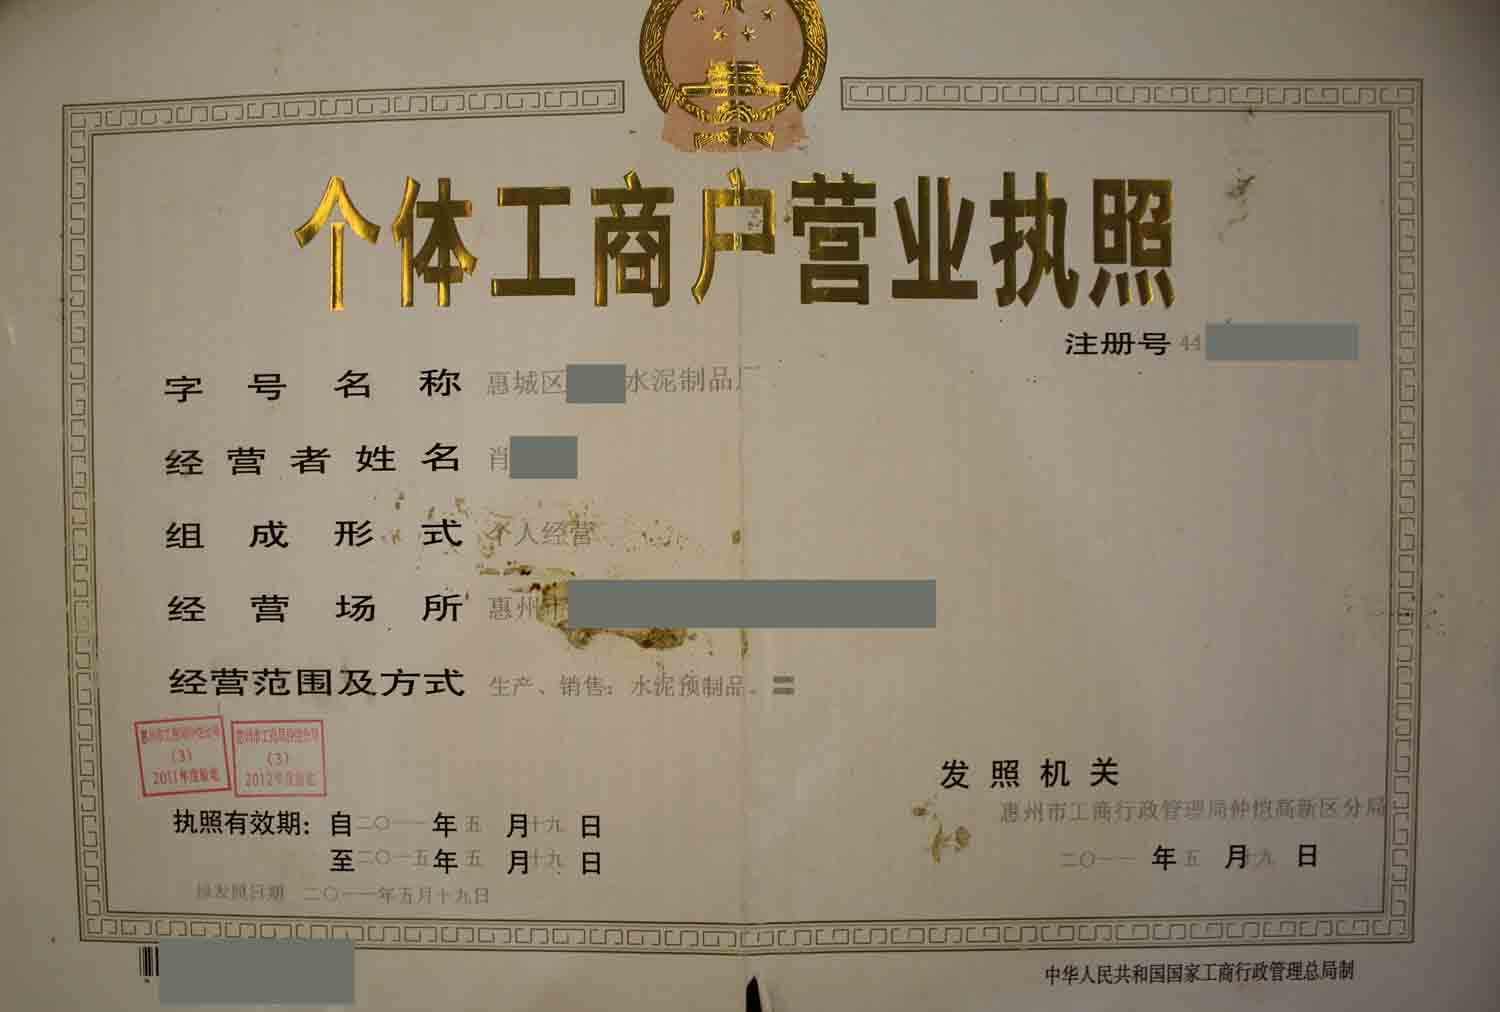 个体工商户营业执照
注册号 44
字号名称 惠城区 水泥制品厂
经营者姓名 肖
组成形式 个人经营
经营场所 惠州市
经营范围及方式 生产、销售：水泥预制品。
(3)
2011年度验照
(3)
2012年度验照
发照机关
惠州市工商行政管理局仲恺高新区分局
执照有效期：自二〇一一年五月十九日
至二〇一五年五月十九日
二〇一一年五月十九日
原发照日期 二〇一一年五月十九日
中华人民共和国国家工商行政管理总局制